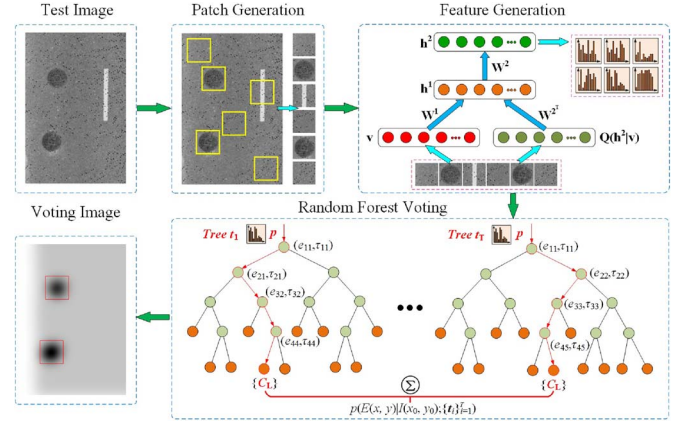 Test Image
Patch Generation
Feature Generation
h²
W²
h¹
W¹
W²ᵀ
v
Q(h²|v)
Voting Image
Random Forest Voting
Tree t₁
p
(e₁₁,τ₁₁)
(e₂₁,τ₂₁)
(e₃₂,τ₃₂)
(e₄₄,τ₄₄)
{C_L}
•••
Tree t_T
p
(e₁₁,τ₁₁)
(e₂₂,τ₂₂)
(e₃₃,τ₃₃)
(e₄₅,τ₄₅)
{C_L}
Σ
p(E(x, y)|I(x₀, y₀);{t_i}ᵀᵢ₌₁)